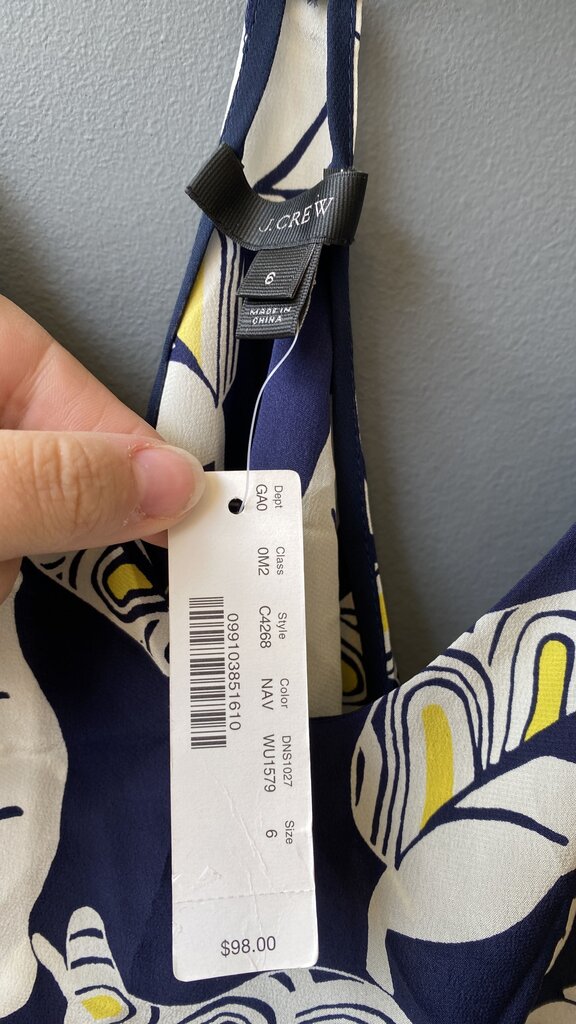 J.CREW
6
MADE IN
CHINA
Dept Class Style Color DNS1027 Size
GA0 0M2 C4268 NAV WU1579 6
099103851610
$98.00